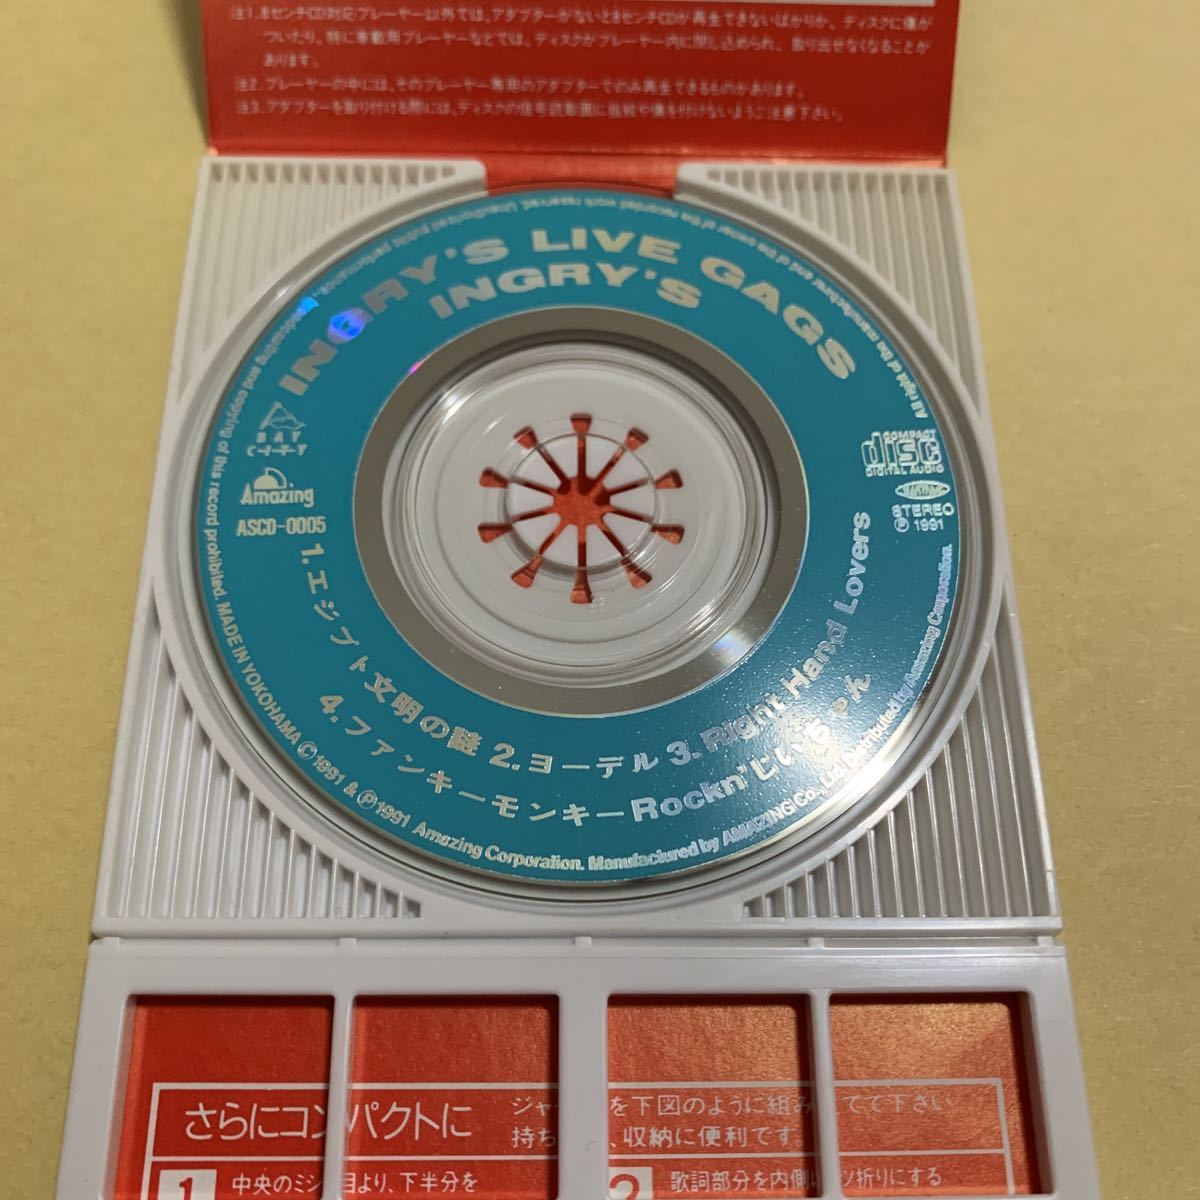 注1.8センチCD対応プレーヤー以外では、アダプターがないと8センチCDが再生できないばかりか、ディスクに傷が
ついたり、特に車載用プレーヤーなどでは、ディスクがプレーヤー内に閉じ込められ、取り出せなくなることが
あります。
注2.プレーヤーの中には、そのプレーヤー専用のアダプターでのみ再生できるものがあります。
注3.アダプターを取り付ける際には、ディスクの信号読取面に指紋や傷を付けないようご注意下さい。
INGRY'S LIVE GAGS
INGRY'S
BAY
CITY
Amazing
ASCD-0005
COMPACT
disc
DIGITAL AUDIO
STEREO
Ⓟ1991
1.エジプト文明の謎 2.ヨーデル 3. Right Hand Lovers
4.ファンキーモンキーRockn'じいちゃん
All right of the manufacturer and of the owner of the recorded work reserved. Unauthorized public performance, broadcasting and copying of this record prohibited. MADE IN YOKOHAMA Ⓒ1991 & Ⓟ1991 Amazing Corporation. Manufactured by AMAZING Co., Ltd. Distributed by Amazing Corporation.
さらにコンパクトに
ジャケ を下図のように組み てて下さい
持ち 、収納に便利です。
1 中央のミシン目より、下半分を
2 歌詞部分を内側に ツ折りにする